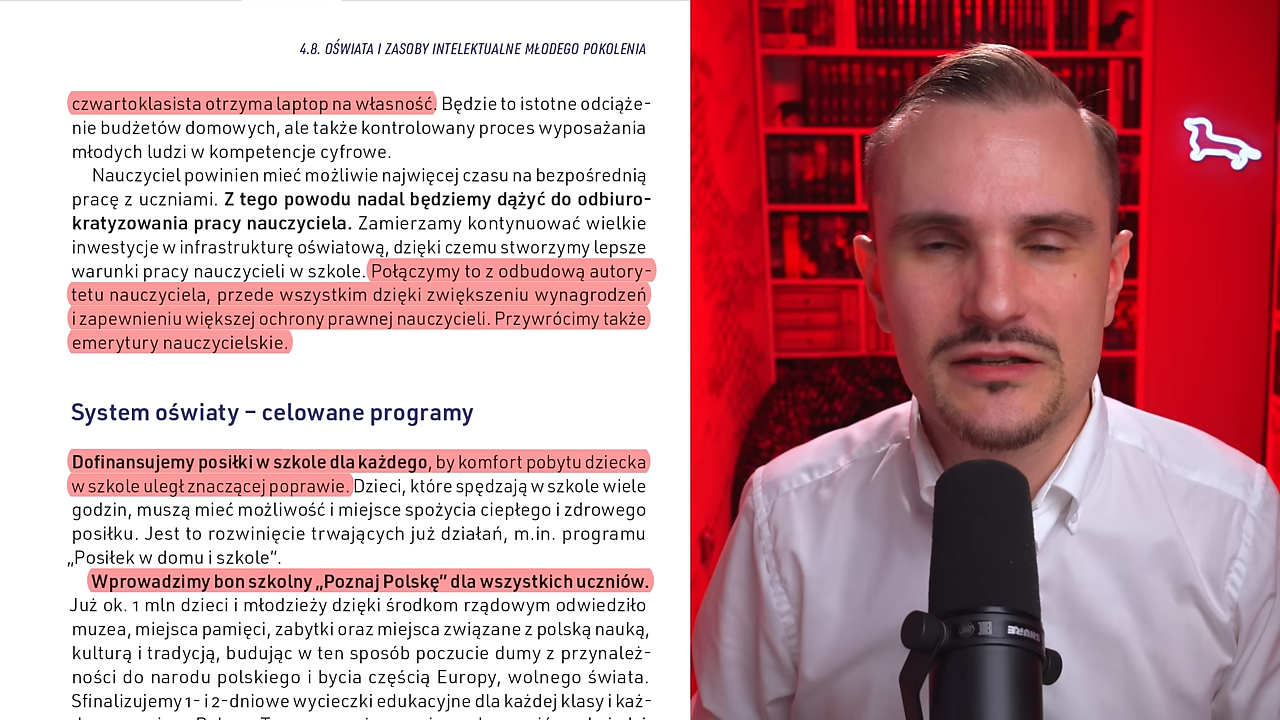 4.8. OŚWIATA I ZASOBY INTELEKTUALNE MŁODEGO POKOLENIA
czwartoklasista otrzyma laptop na własność. Będzie to istotne odciąże-
nie budżetów domowych, ale także kontrolowany proces wyposażania
młodych ludzi w kompetencje cyfrowe.
Nauczyciel powinien mieć możliwie najwięcej czasu na bezpośrednią
pracę z uczniami. Z tego powodu nadal będziemy dążyć do odbiuro-
kratyzowania pracy nauczyciela. Zamierzamy kontynuować wielkie
inwestycje w infrastrukturę oświatową, dzięki czemu stworzymy lepsze
warunki pracy nauczycieli w szkole. Połączymy to z odbudową autory-
tetu nauczyciela, przede wszystkim dzięki zwiększeniu wynagrodzeń
i zapewnieniu większej ochrony prawnej nauczycieli. Przywrócimy także
emerytury nauczycielskie.
System oświaty – celowane programy
Dofinansujemy posiłki w szkole dla każdego, by komfort pobytu dziecka
w szkole uległ znaczącej poprawie. Dzieci, które spędzają w szkole wiele
godzin, muszą mieć możliwość i miejsce spożycia ciepłego i zdrowego
posiłku. Jest to rozwinięcie trwających już działań, m.in. programu
„Posiłek w domu i szkole”.
Wprowadzimy bon szkolny „Poznaj Polskę” dla wszystkich uczniów.
Już ok. 1 mln dzieci i młodzieży dzięki środkom rządowym odwiedziło
muzea, miejsca pamięci, zabytki oraz miejsca związane z polską nauką,
kulturą i tradycją, budując w ten sposób poczucie dumy z przynależ-
ności do narodu polskiego i bycia częścią Europy, wolnego świata.
Sfinalizujemy 1- i 2-dniowe wycieczki edukacyjne dla każdej klasy i każ-
SHURE